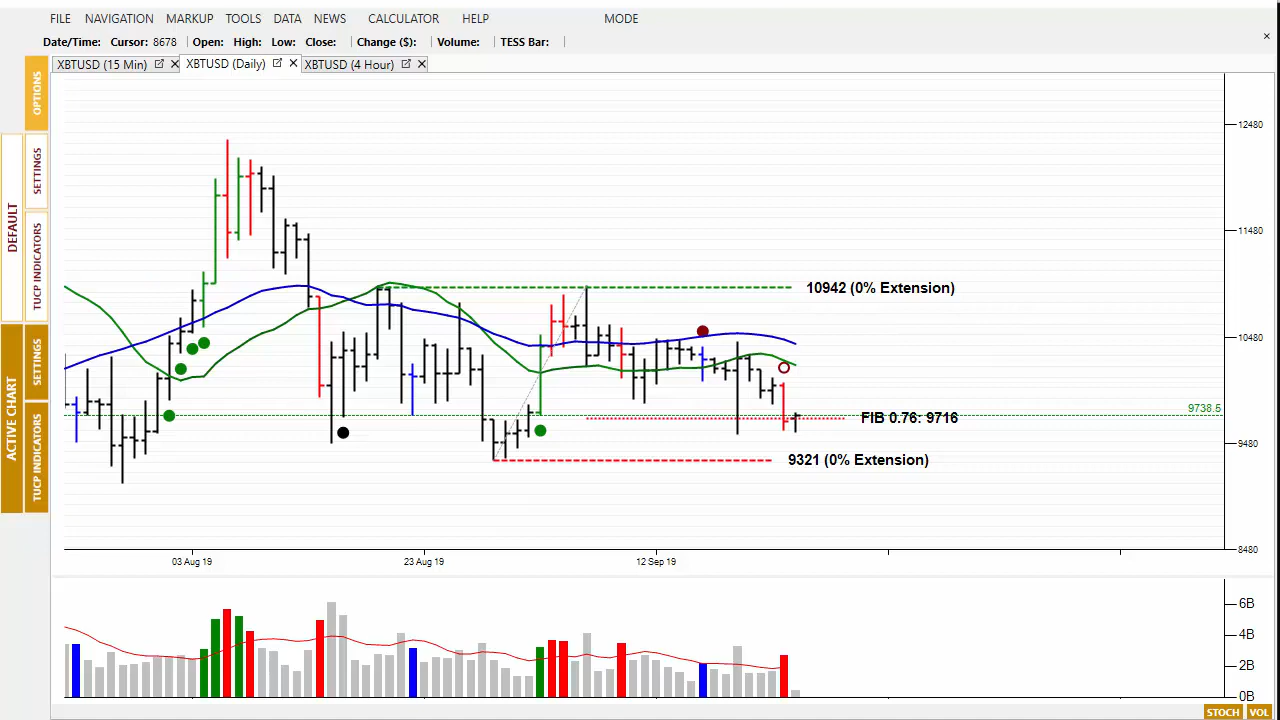 FILE NAVIGATION MARKUP TOOLS DATA NEWS CALCULATOR HELP MODE
Date/Time: Cursor: 8678 Open: High: Low: Close: Change ($): Volume: TESS Bar:
XBTUSD (15 Min) XBTUSD (Daily) XBTUSD (4 Hour)
OPTIONS
SETTINGS
TUCP INDICATORS
DEFAULT
SETTINGS
TUCP INDICATORS
ACTIVE CHART
12480
11480
10942 (0% Extension)
10480
9738.5
FIB 0.76: 9716
9480
9321 (0% Extension)
8480
03 Aug 19 23 Aug 19 12 Sep 19
6B
4B
2B
0B
STOCH VOL